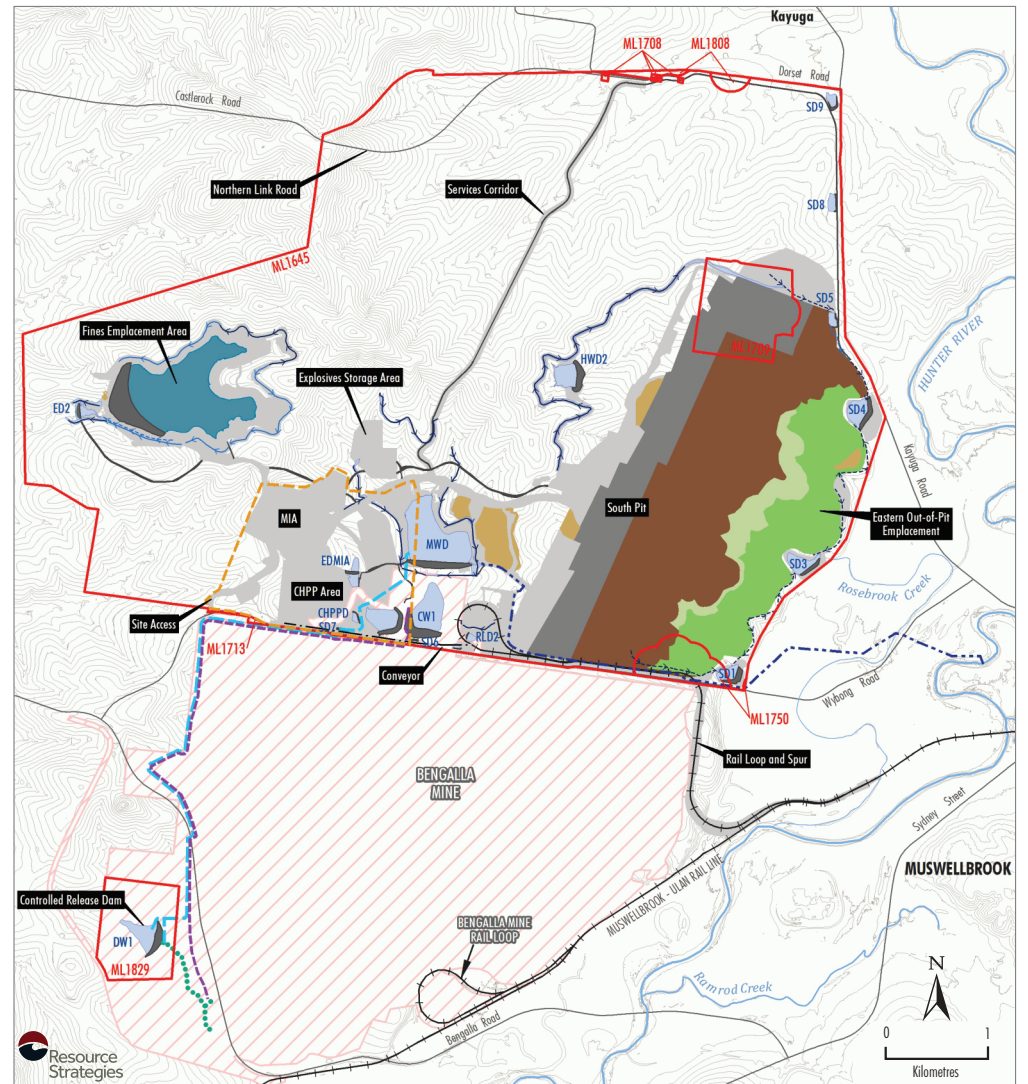 Kayuga
ML1708
ML1808
Dorset Road
Castlerock Road
SD9
Northern Link Road
Services Corridor
SD8
ML1645
HUNTER RIVER
SD5
Fines Emplacement Area
ML1709
HWD2
Explosives Storage Area
ED2
SD4
Kayuga Road
South Pit
MIA
Eastern Out-of-Pit
Emplacement
MWD
EDMIA
SD3
CHPP Area
Rosebrook Creek
Site Access
CHPPD
CW1
SD7
SD6
RLD2
ML1713
Conveyor
SD1
Wybong Road
ML1750
Rail Loop and Spur
BENGALLA
MINE
Sydney Street
MUSWELLBROOK
MUSWELLBROOK - ULAN RAIL LINE
Controlled Release Dam
BENGALLA MINE
RAIL LOOP
DW1
ML1829
Ramrod Creek
N
Bengalla Road
0 1
Kilometres
Resource
Strategies